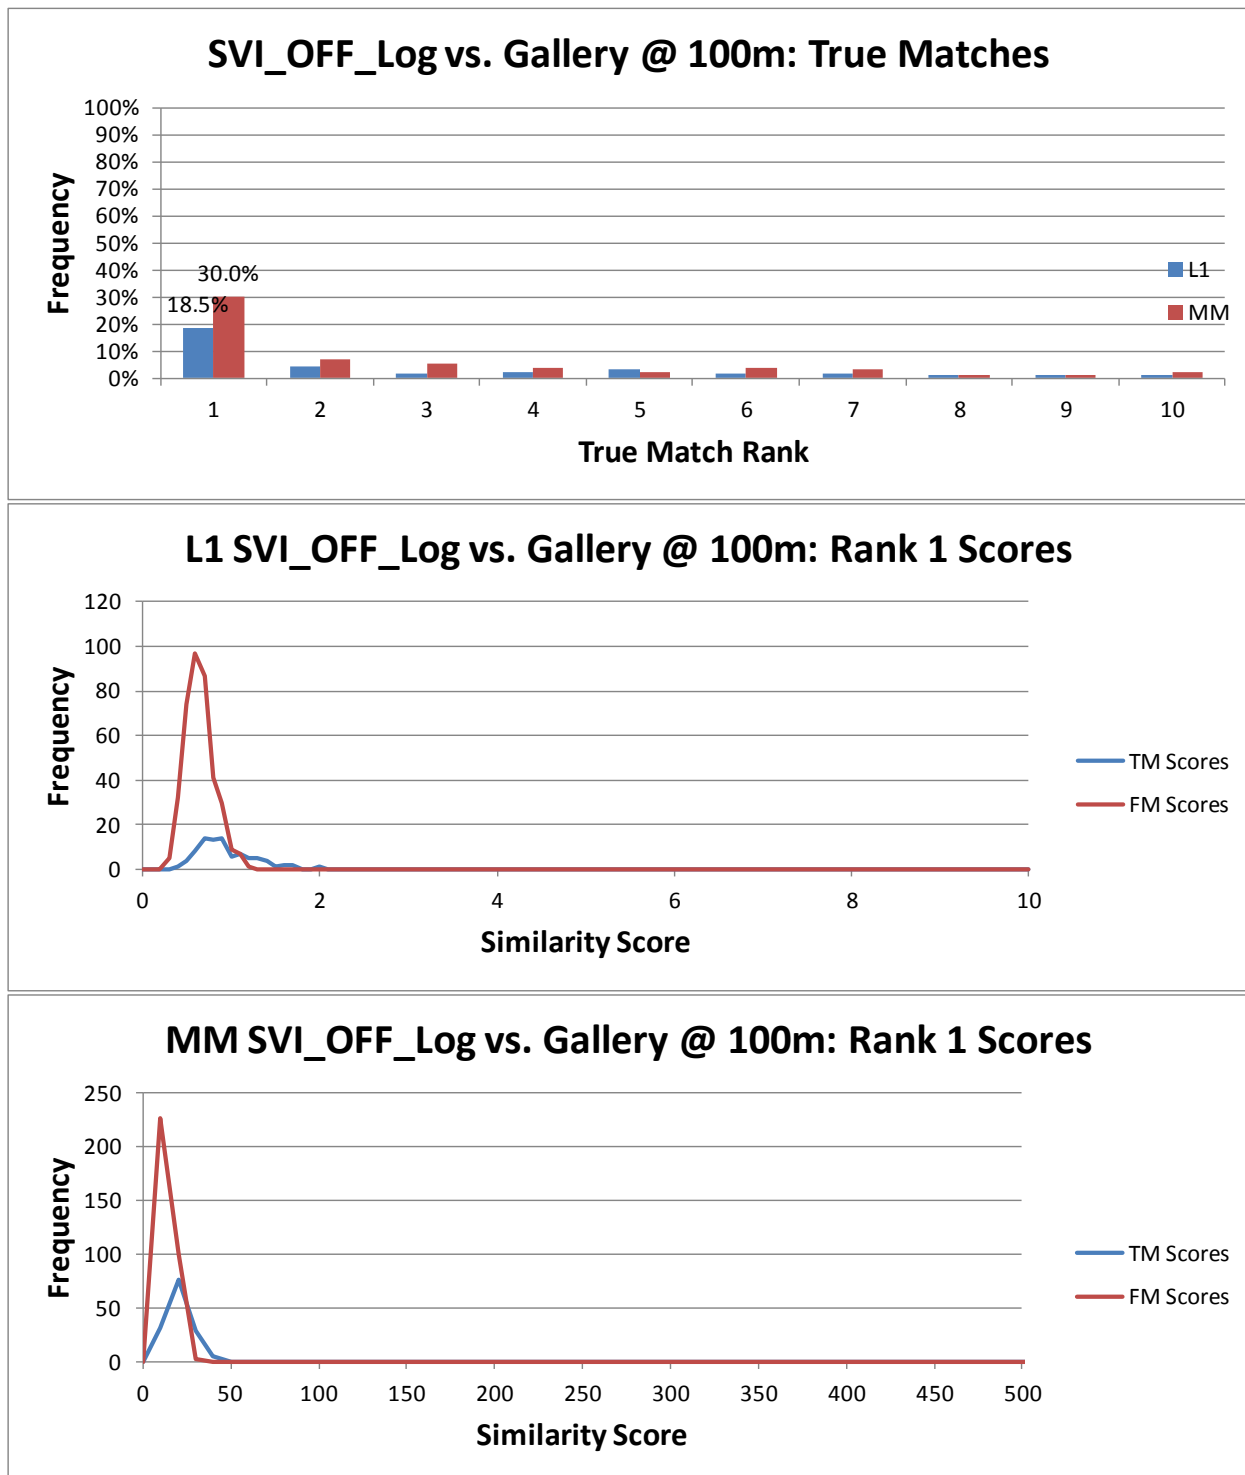 SVI_OFF_Log vs. Gallery @ 100m: True Matches
100%
90%
80%
70%
60%
50%
40%
30%
20%
10%
0%
Frequency
30.0%
18.5%
L1
MM
1 2 3 4 5 6 7 8 9 10
True Match Rank
L1 SVI_OFF_Log vs. Gallery @ 100m: Rank 1 Scores
120
100
80
60
40
20
0
Frequency
TM Scores
FM Scores
0 2 4 6 8 10
Similarity Score
MM SVI_OFF_Log vs. Gallery @ 100m: Rank 1 Scores
250
200
150
100
50
0
Frequency
TM Scores
FM Scores
0 50 100 150 200 250 300 350 400 450 500
Similarity Score